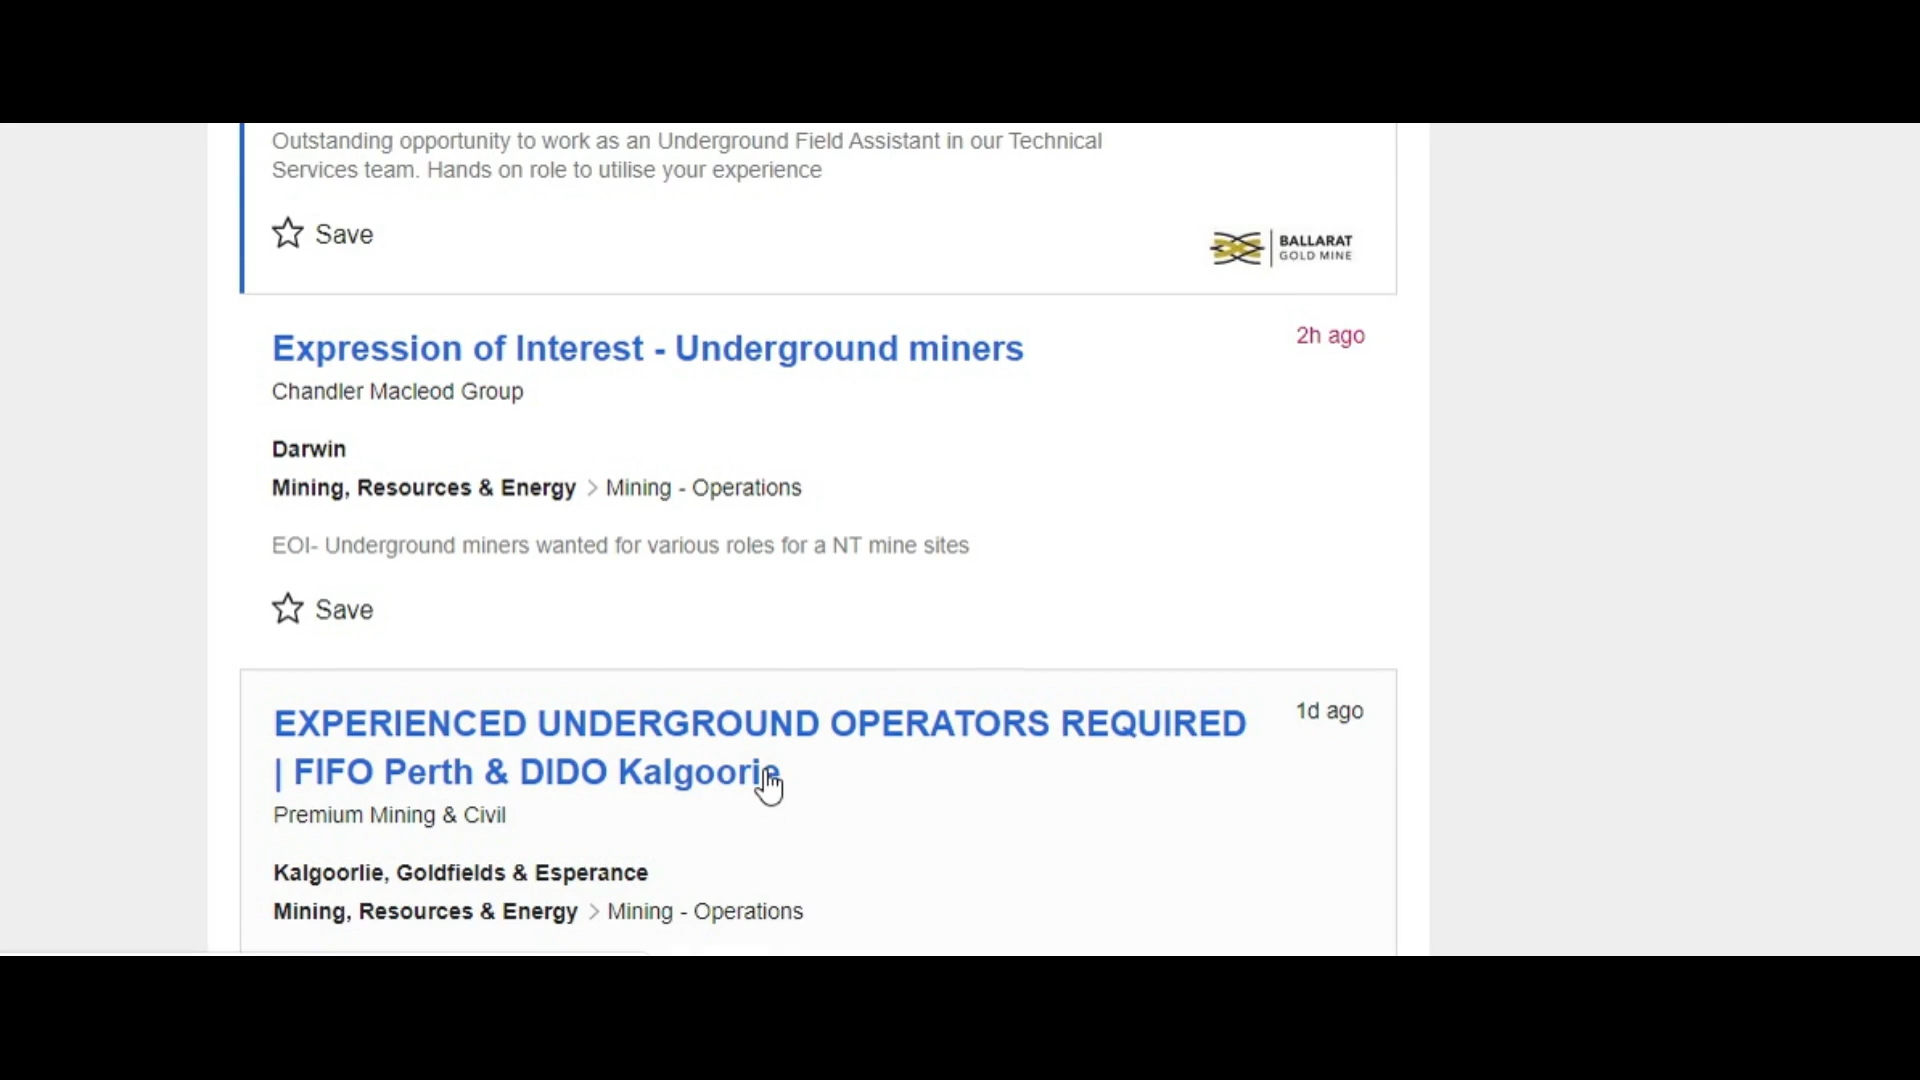 Outstanding opportunity to work as an Underground Field Assistant in our Technical
Services team. Hands on role to utilise your experience
Save
BALLARAT
GOLD MINE
Expression of Interest - Underground miners
2h ago
Chandler Macleod Group
Darwin
Mining, Resources & Energy > Mining - Operations
EOI- Underground miners wanted for various roles for a NT mine sites
Save
EXPERIENCED UNDERGROUND OPERATORS REQUIRED
1d ago
| FIFO Perth & DIDO Kalgoorie
Premium Mining & Civil
Kalgoorlie, Goldfields & Esperance
Mining, Resources & Energy > Mining - Operations